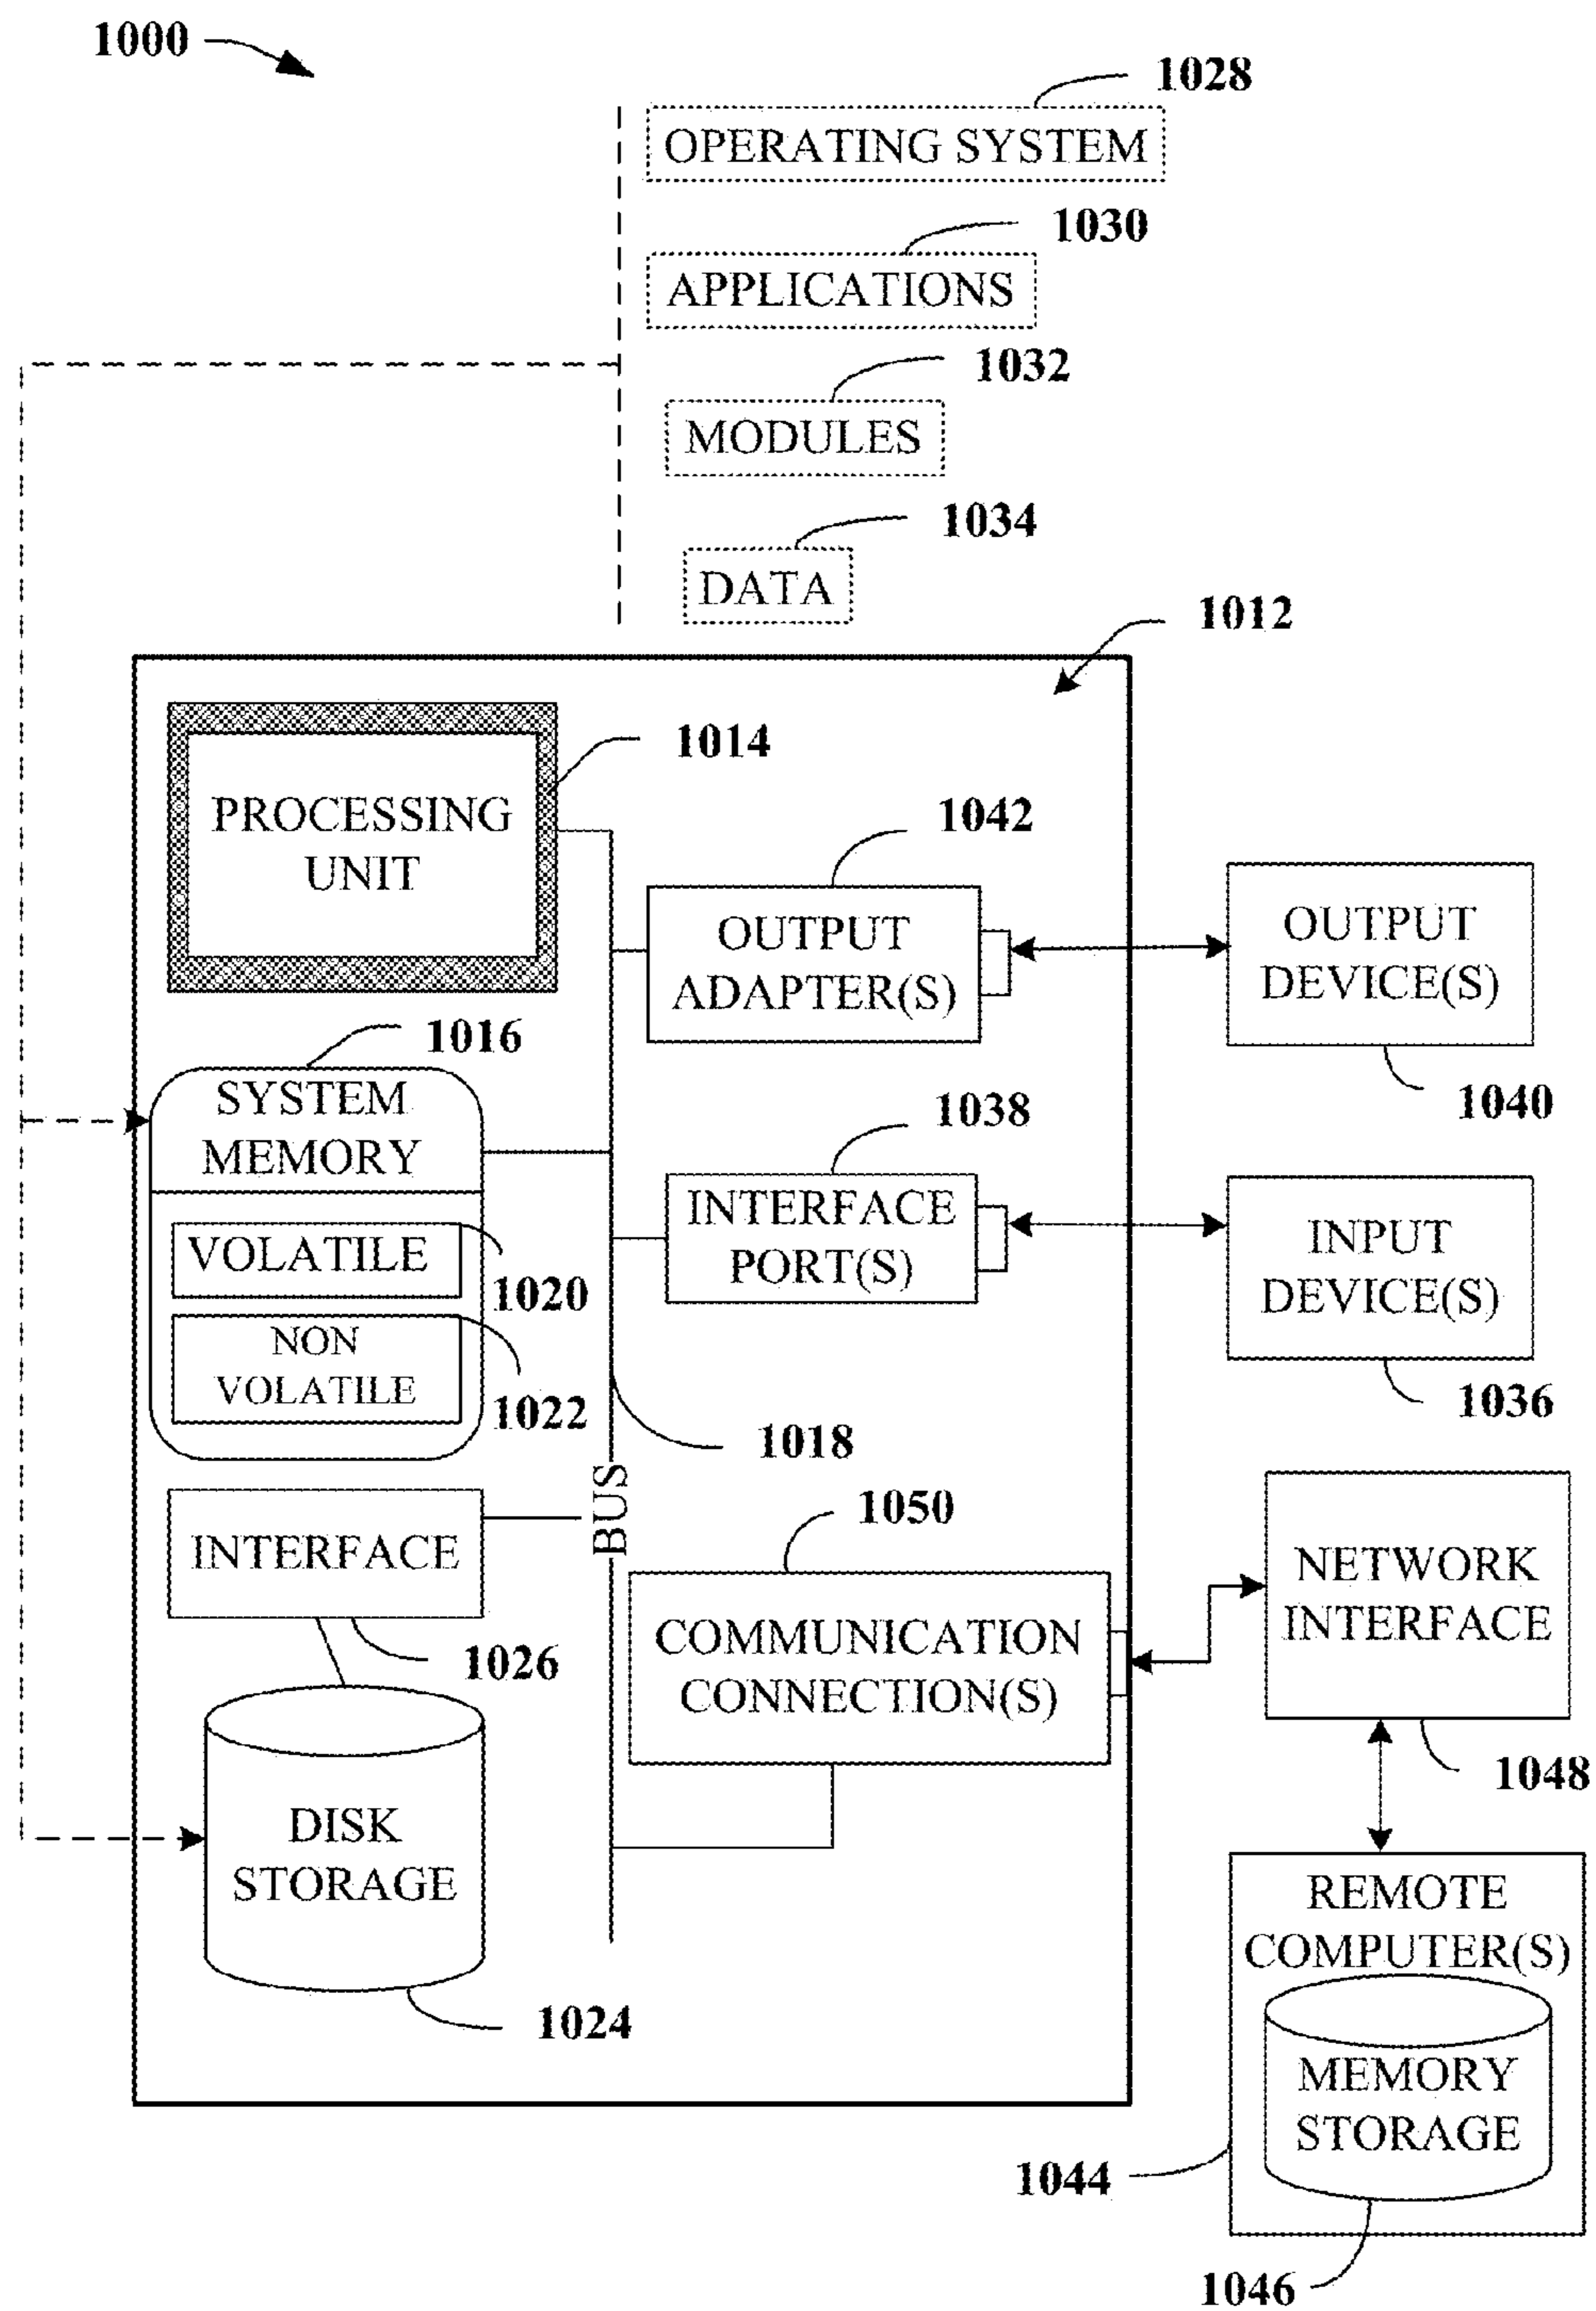 1000
1028
OPERATING SYSTEM
1030
APPLICATIONS
1032
MODULES
1034
DATA
1012
PROCESSING
UNIT
1014
1042
OUTPUT
ADAPTER(S)
OUTPUT
DEVICE(S)
1040
1016
SYSTEM
MEMORY
VOLATILE
1020
NON
VOLATILE
1022
1038
INTERFACE
PORT(S)
INPUT
DEVICE(S)
1036
1018
BUS
INTERFACE
1026
1050
COMMUNICATION
CONNECTION(S)
NETWORK
INTERFACE
1048
DISK
STORAGE
1024
REMOTE
COMPUTER(S)
MEMORY
STORAGE
1044
1046